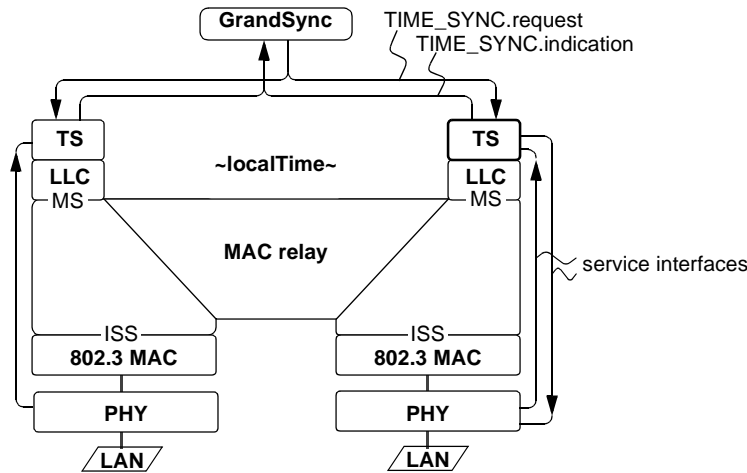 GrandSync
TIME_SYNC.request
TIME_SYNC.indication
TS
TS
~localTime~
LLC
LLC
MS
MS
MAC relay
service interfaces
ISS
ISS
802.3 MAC
802.3 MAC
PHY
PHY
LAN
LAN